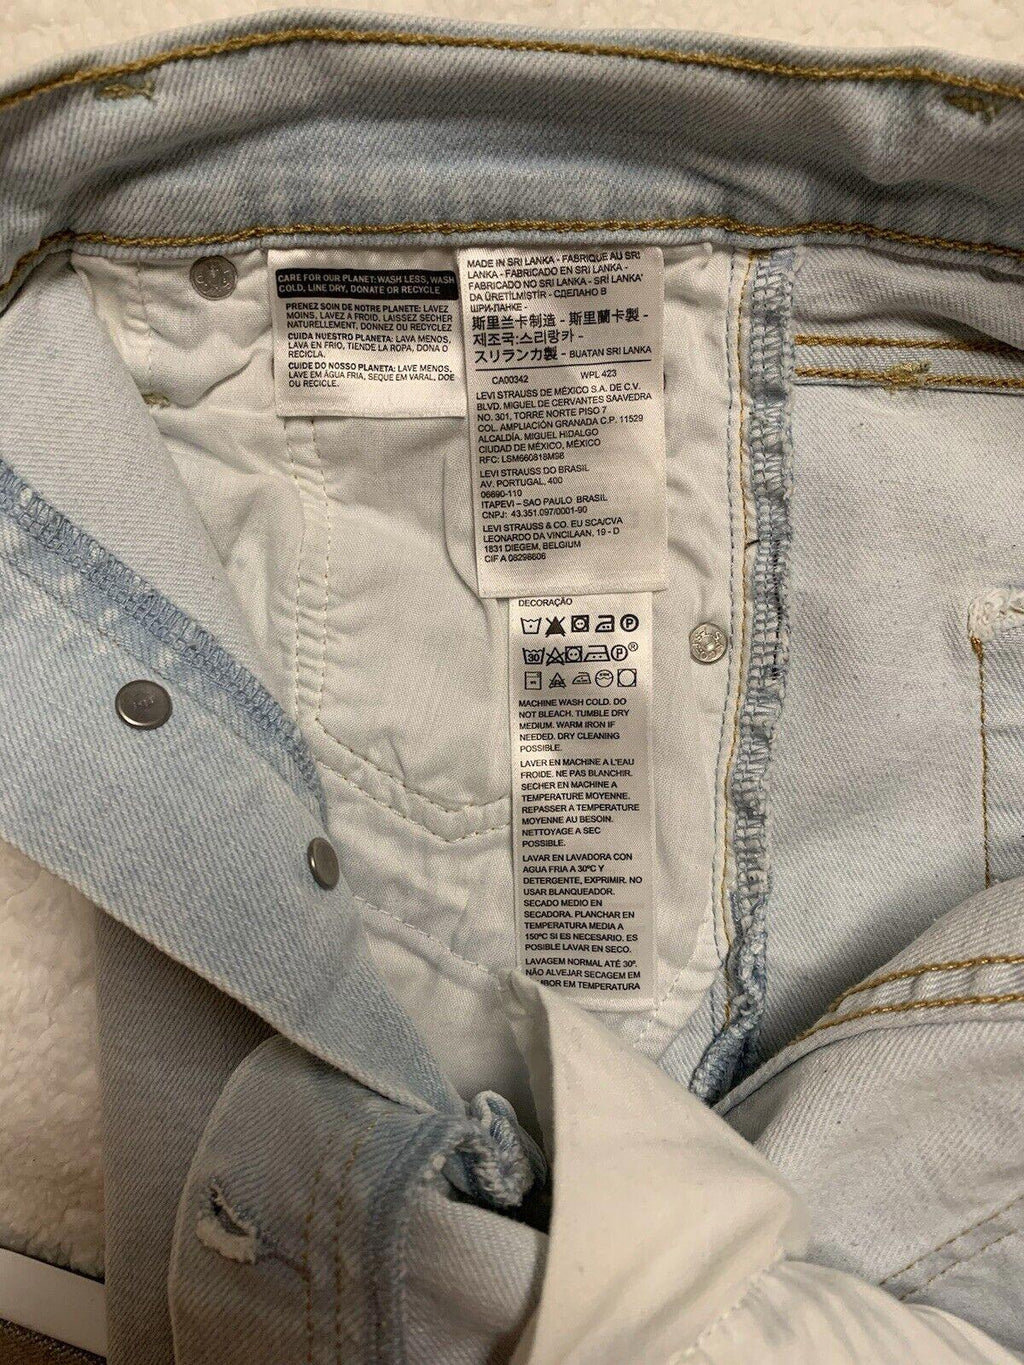 CARE FOR OUR PLANET: WASH LESS, WASH
COLD, LINE DRY, DONATE OR RECYCLE
PRENEZ SOIN DE NOTRE PLANETE: LAVEZ
MOINS, LAVEZ A FROID, LAISSEZ SECHER
NATURELLEMENT, DONNEZ OU RECYCLEZ
CUIDA NUESTRO PLANETA: LAVA MENOS,
LAVA EN FRIO, TIENDE LA ROPA, DONA O
RECICLA.
CUIDE DO NOSSO PLANETA: LAVE MENOS,
LAVE EM ÁGUA FRIA, SEQUE EM VARAL, DOE
OU RECICLE.
MADE IN SRI LANKA - FABRIQUE AU SRI
LANKA - FABRICADO EN SRI LANKA -
FABRICADO NO SRI LANKA - SRİ LANKA'
DA ÜRETİLMİŞTİR - СДЕЛАНО В
ШРИ-ЛАНКЕ -
斯里兰卡制造 - 斯里蘭卡製 -
제조국:스리랑카 -
スリランカ製 - BUATAN SRI LANKA
CA00342 WPL 423
LEVI STRAUSS DE MÉXICO S.A. DE C.V.
BLVD. MIGUEL DE CERVANTES SAAVEDRA
NO. 301, TORRE NORTE PISO 7
COL. AMPLIACIÓN GRANADA C.P. 11529
ALCALDÍA. MIGUEL HIDALGO
CIUDAD DE MÉXICO, MÉXICO
RFC: LSM660818M98
LEVI STRAUSS DO BRASIL
AV. PORTUGAL, 400
06690-110
ITAPEVI – SAO PAULO BRASIL
CNPJ: 43.351.097/0001-90
LEVI STRAUSS & CO. EU SCA/CVA
LEONARDO DA VINCILAAN, 19 - D
1831 DIEGEM, BELGIUM
CIF A 08298606
DECORAÇÃO
P
30 P®
MACHINE WASH COLD. DO
NOT BLEACH. TUMBLE DRY
MEDIUM. WARM IRON IF
NEEDED. DRY CLEANING
POSSIBLE.
LAVER EN MACHINE A L'EAU
FROIDE. NE PAS BLANCHIR.
SECHER EN MACHINE A
TEMPERATURE MOYENNE.
REPASSER A TEMPERATURE
MOYENNE AU BESOIN.
NETTOYAGE A SEC
POSSIBLE.
LAVAR EN LAVADORA CON
AGUA FRIA A 30ºC Y
DETERGENTE, EXPRIMIR. NO
USAR BLANQUEADOR.
SECADO MEDIO EN
SECADORA. PLANCHAR EN
TEMPERATURA MEDIA A
150ºC SI ES NECESARIO. ES
POSIBLE LAVAR EN SECO.
LAVAGEM NORMAL ATÉ 30º.
NÃO ALVEJAR SECAGEM EM
EM TEMPERATURA